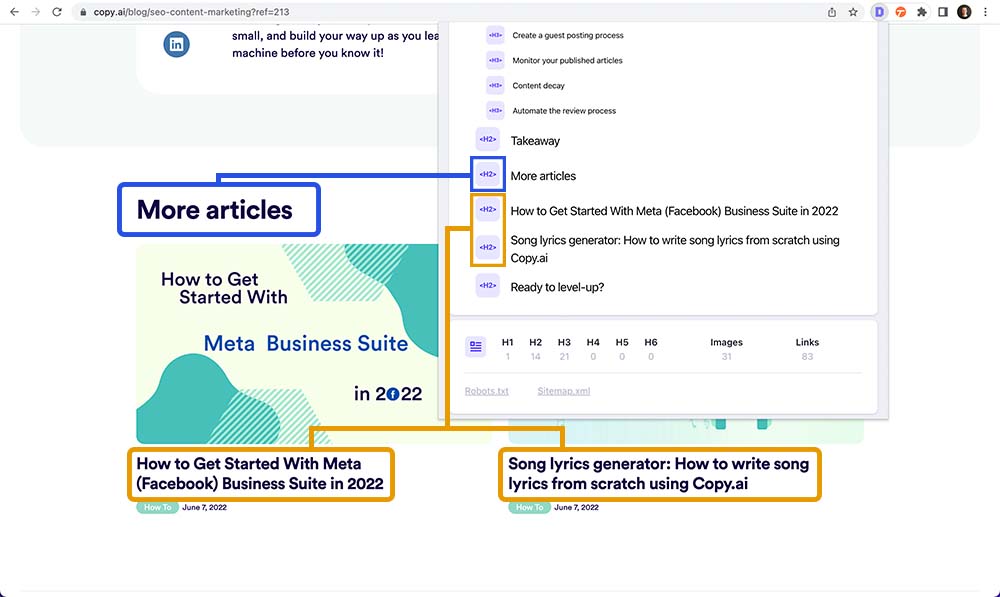 copy.ai/blog/seo-content-marketing?ref=213
small, and build your way up as you lea
machine before you know it!
in
<H3> Create a guest posting process
<H3> Monitor your published articles
<H3> Content decay
<H3> Automate the review process
<H2> Takeaway
<H2> More articles
<H2> How to Get Started With Meta (Facebook) Business Suite in 2022
<H2> Song lyrics generator: How to write song lyrics from scratch using
Copy.ai
<H2> Ready to level-up?
H1 H2 H3 H4 H5 H6 Images Links
1 14 21 0 0 0 31 83
Robots.txt Sitemap.xml
More articles
How to Get
Started With
Meta Business Suite
in 2022
How to Get Started With Meta
(Facebook) Business Suite in 2022
How To June 7, 2022
Song lyrics generator: How to write song
lyrics from scratch using Copy.ai
How To June 7, 2022